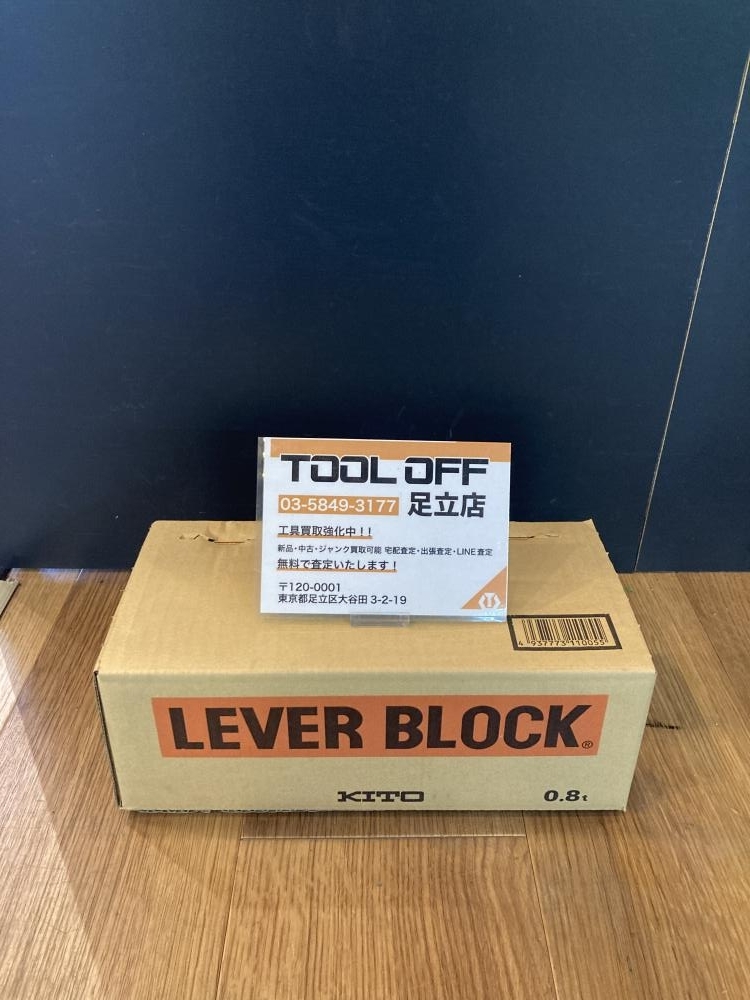 TOOL OFF
03-5849-3177 足立店
工具買取強化中！！
新品・中古・ジャンク買取可能 宅配査定・出張査定・LINE査定
無料で査定いたします！
〒120-0001
東京都足立区大谷田 3-2-19
4 937773 110055
LEVER BLOCK®
KITO 0.8t